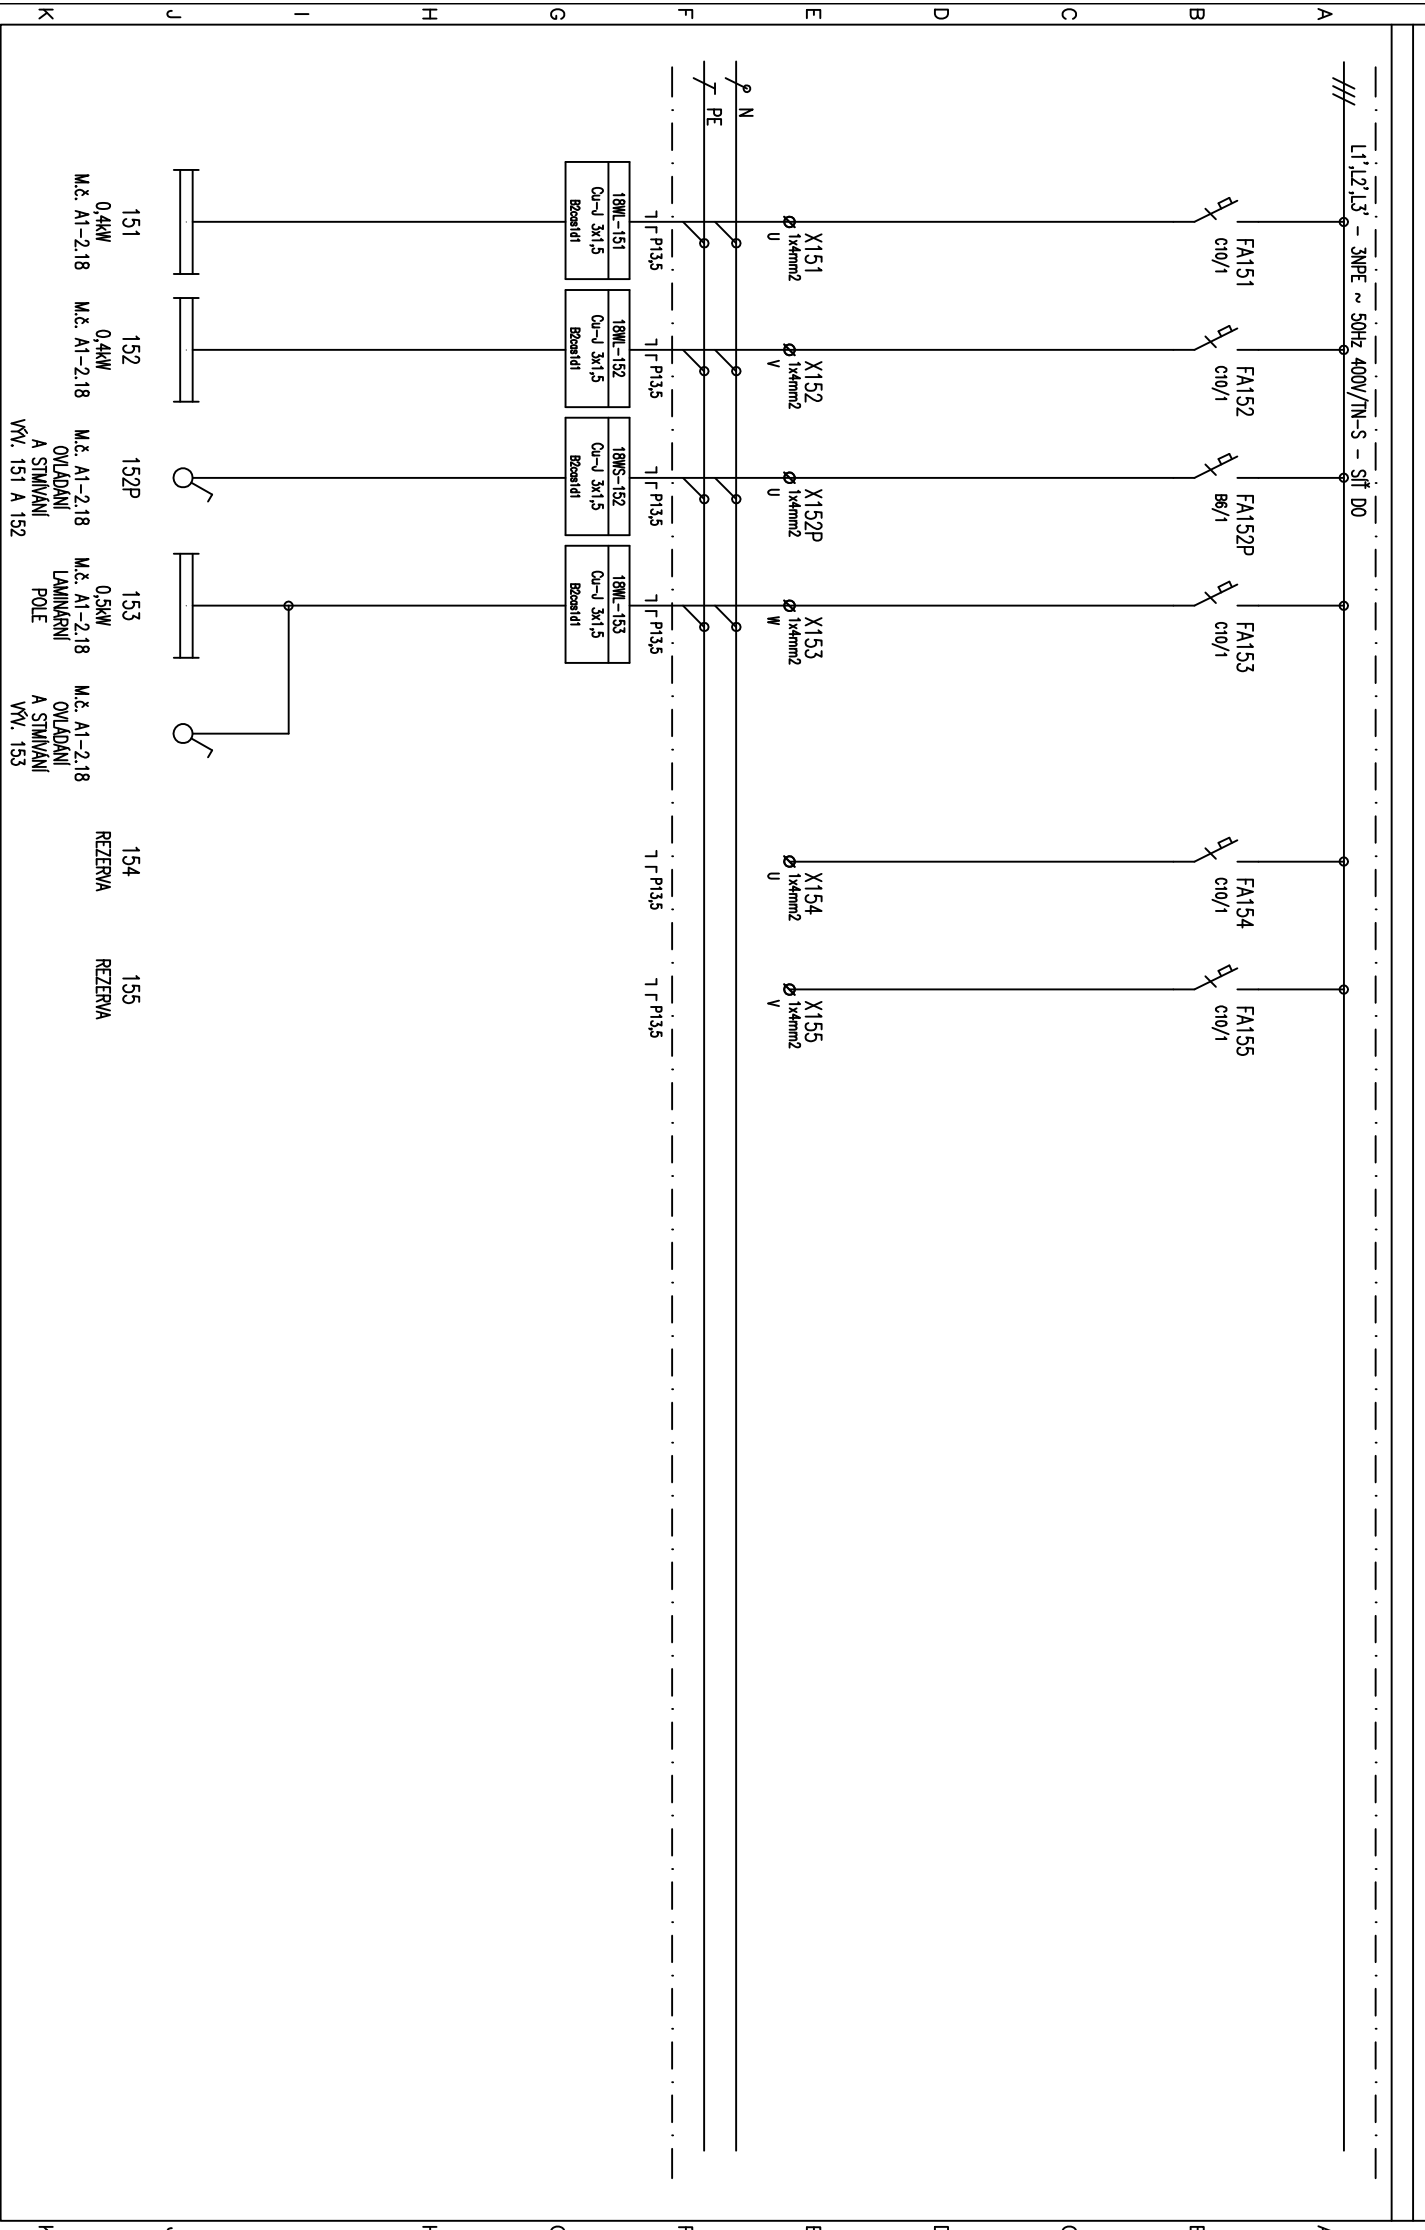 A
B
C
D
E
F
G
H
I
J
K
L1',L2',L3' – 3NPE ~ 50Hz 400V/TN-S – SÍŤ DO
FA151
C10/1
FA152
C10/1
FA152P
B6/1
FA153
C10/1
FA154
C10/1
FA155
C10/1
X151
1x4mm2
U
X152
1x4mm2
V
X152P
1x4mm2
U
X153
1x4mm2
W
X154
1x4mm2
U
X155
1x4mm2
V
N
PE
P13,5
P13,5
P13,5
P13,5
P13,5
P13,5
18WL-151
Cu-J 3x1,5
B2cas1d1
18WL-152
Cu-J 3x1,5
B2cas1d1
18WS-152
Cu-J 3x1,5
B2cas1d1
18WL-153
Cu-J 3x1,5
B2cas1d1
151
0,4kW
M.č. A1-2.18
152
0,4kW
M.č. A1-2.18
152P
M.č. A1-2.18
OVLÁDÁNÍ
A STMÍVÁNÍ
VÝV. 151 A 152
153
0,5kW
M.č. A1-2.18
LAMINÁRNÍ
POLE
M.č. A1-2.18
OVLÁDÁNÍ
A STMÍVÁNÍ
VÝV. 153
154
REZERVA
155
REZERVA